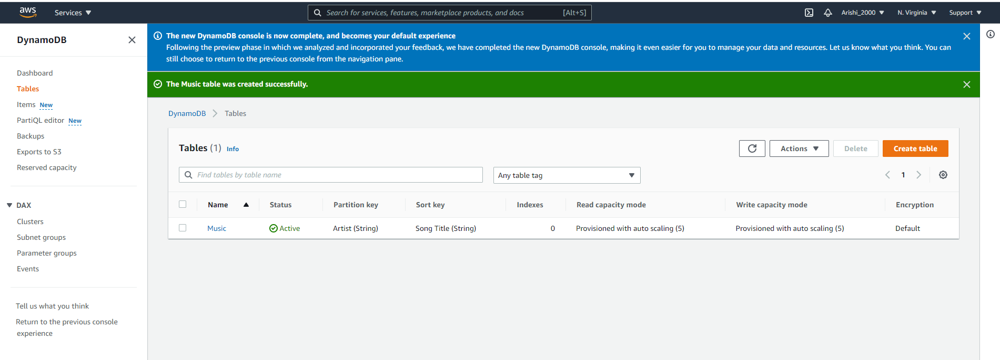 aws
Services
Search for services, features, marketplace products, and docs
[Alt+S]
Arishi_2000
N. Virginia
Support
DynamoDB
Dashboard
Tables
Items New
PartiQL editor New
Backups
Exports to S3
Reserved capacity
DAX
Clusters
Subnet groups
Parameter groups
Events
Tell us what you think
Return to the previous console
experience
The new DynamoDB console is now complete, and becomes your default experience
Following the preview phase in which we analyzed and incorporated your feedback, we have completed the new DynamoDB console, making it even easier for you to manage your data and resources. Let us know what you think. You can
still choose to return to the previous console from the navigation pane.
The Music table was created successfully.
DynamoDB > Tables
Tables (1) Info
Actions
Delete
Create table
Find tables by table name
Any table tag
1
Name Status Partition key Sort key Indexes Read capacity mode Write capacity mode Encryption
Music Active Artist (String) Song Title (String) 0 Provisioned with auto scaling (5) Provisioned with auto scaling (5) Default